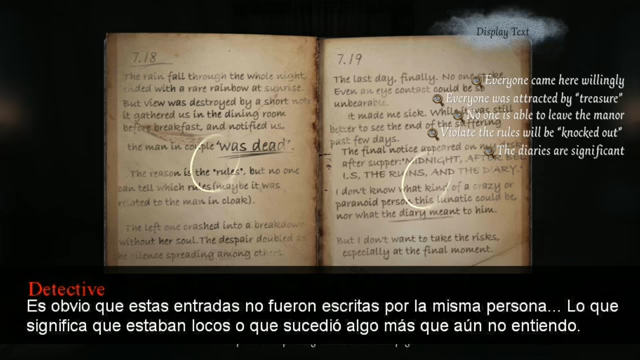 Display Text
7.18
The rain fall through the whole night,
ended with a rare rainbow at sunrise.
But view was destroyed by a short note
it gathered us in the dining room
before breakfast, and notified us,
the man in couple "was dead".
The reason is the "rules", but no one
can tell which rules(maybe it was
related to the man in cloak).
The left one crashed into a breakdown
without her soul.The despair doubled as
he silence spreading among others
7.19
The last day, finally. No one
Even an eye contact could be
unbearable.
it made me sick. While it was still
better to see the end of the suffering
past few days.
The final notice appeared on
after supper:"MIDNIGHT,
I.S, THE RUINS, AND THE DIARY."
I don't know what kind of a crazy or
paranoid person this lunatic could be,
nor what the diary meant to him.
But I don't want to take the risks,
especially at the final moment.
Everyone came here willingly
Everyone was attracted by "treasure"
No one is able to leave the manor
Violate the rules will be "knocked out"
The diaries are significant
Detective
Es obvio que estas entradas no fueron escritas por la misma persona... Lo que
significa que estaban locos o que sucedió algo más que aún no entiendo.